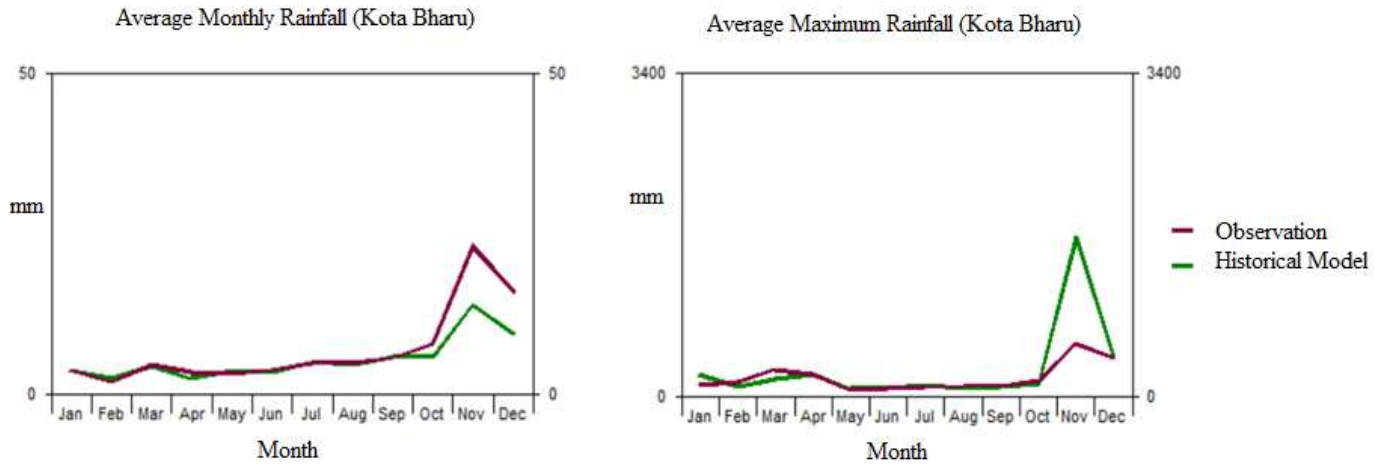 Average Monthly Rainfall (Kota Bharu)
50
50
mm
0
0
Jan Feb Mar Apr May Jun Jul Aug Sep Oct Nov Dec
Month
Average Maximum Rainfall (Kota Bharu)
3400
3400
mm
0
0
Jan Feb Mar Apr May Jun Jul Aug Sep Oct Nov Dec
Month
Observation
Historical Model